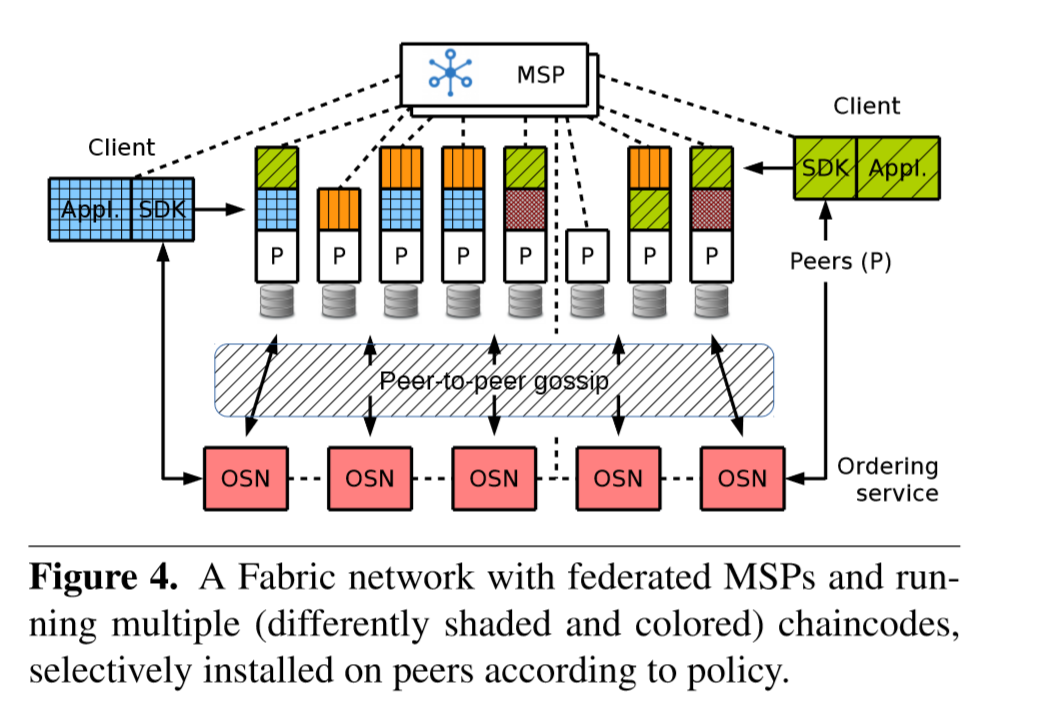 MSP
Client
Client
Appl. SDK
SDK Appl.
P P P P P P P P
Peers (P)
Peer-to-peer gossip
OSN OSN OSN OSN OSN
Ordering
service
Figure 4. A Fabric network with federated MSPs and run-
ning multiple (differently shaded and colored) chaincodes,
selectively installed on peers according to policy.